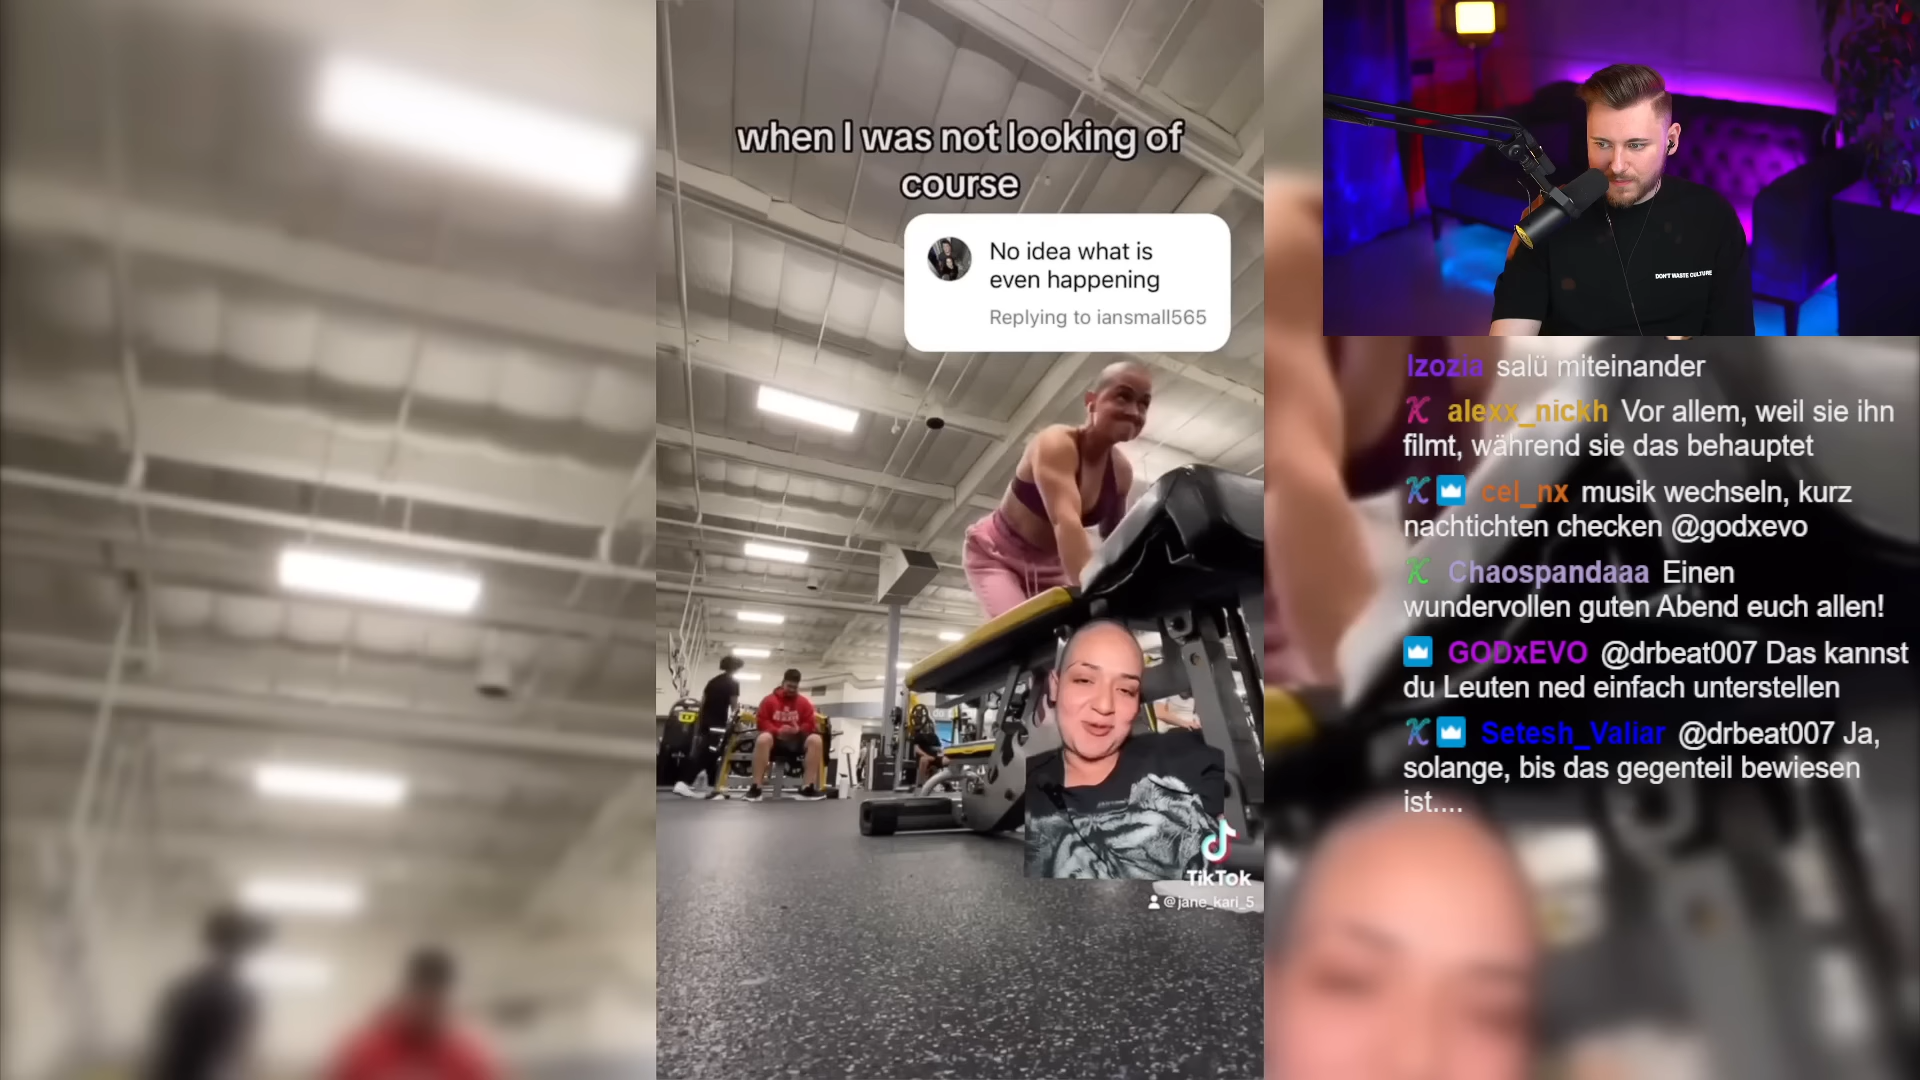 when I was not looking of
course
No idea what is
even happening
Replying to iansmall565
TikTok
@jane_kari_5
DON'T WASTE CULTURE
Izozia salü miteinander
alexx_nickh Vor allem, weil sie ihn
filmt, während sie das behauptet
cel_nx musik wechseln, kurz
nachtichten checken @godxevo
Chaospandaaa Einen
wundervollen guten Abend euch allen!
GODxEVO @drbeat007 Das kannst
du Leuten ned einfach unterstellen
Setesh_Valiar @drbeat007 Ja,
solange, bis das gegenteil bewiesen
ist....